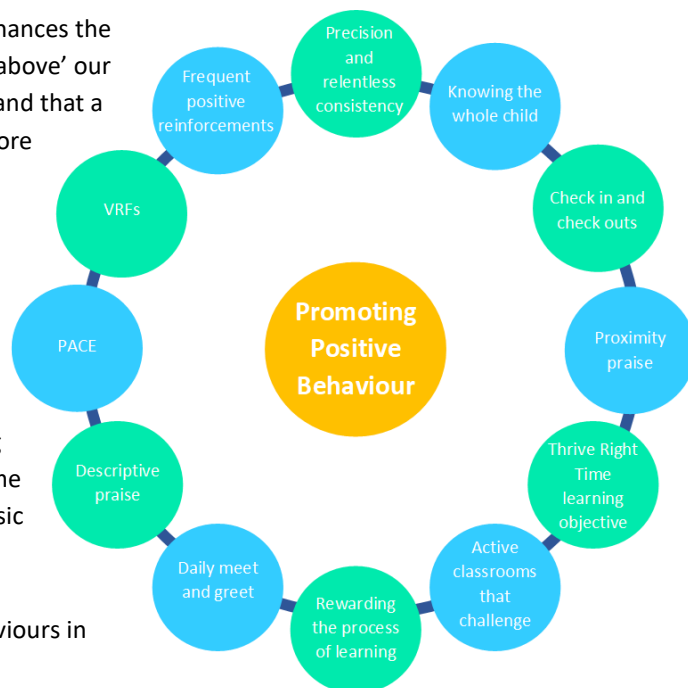 nances the
above’ our
and that a
ore
ne
sic
viours in
Precision
and
relentless
consistency
Knowing the
whole child
Check in and
check outs
Proximity
praise
Thrive Right
Time
learning
objective
Active
classrooms
that
challenge
Rewarding
the process
of learning
Daily meet
and greet
Descriptive
praise
PACE
VRFs
Frequent
positive
reinforcements
Promoting
Positive
Behaviour